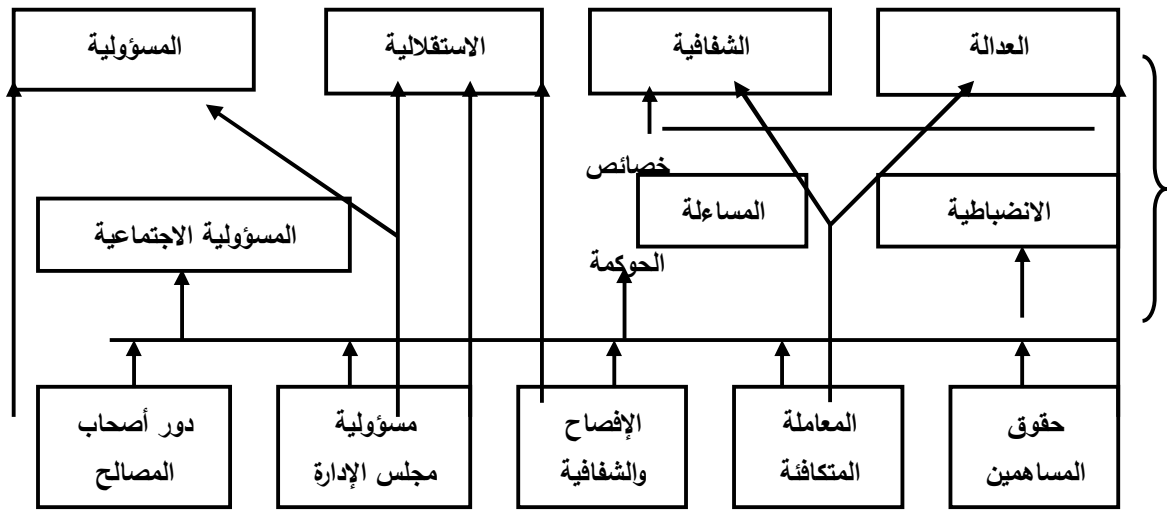 العدالة
الشفافية
الاستقلالية
المسؤولية
خصائص
الانضباطية
المساءلة
المسؤولية الاجتماعية
الحوكمة
حقوق
المساهمين
المعاملة
المتكافئة
الإفصاح
والشفافية
مسؤولية
مجلس الإدارة
دور أصحاب
المصالح